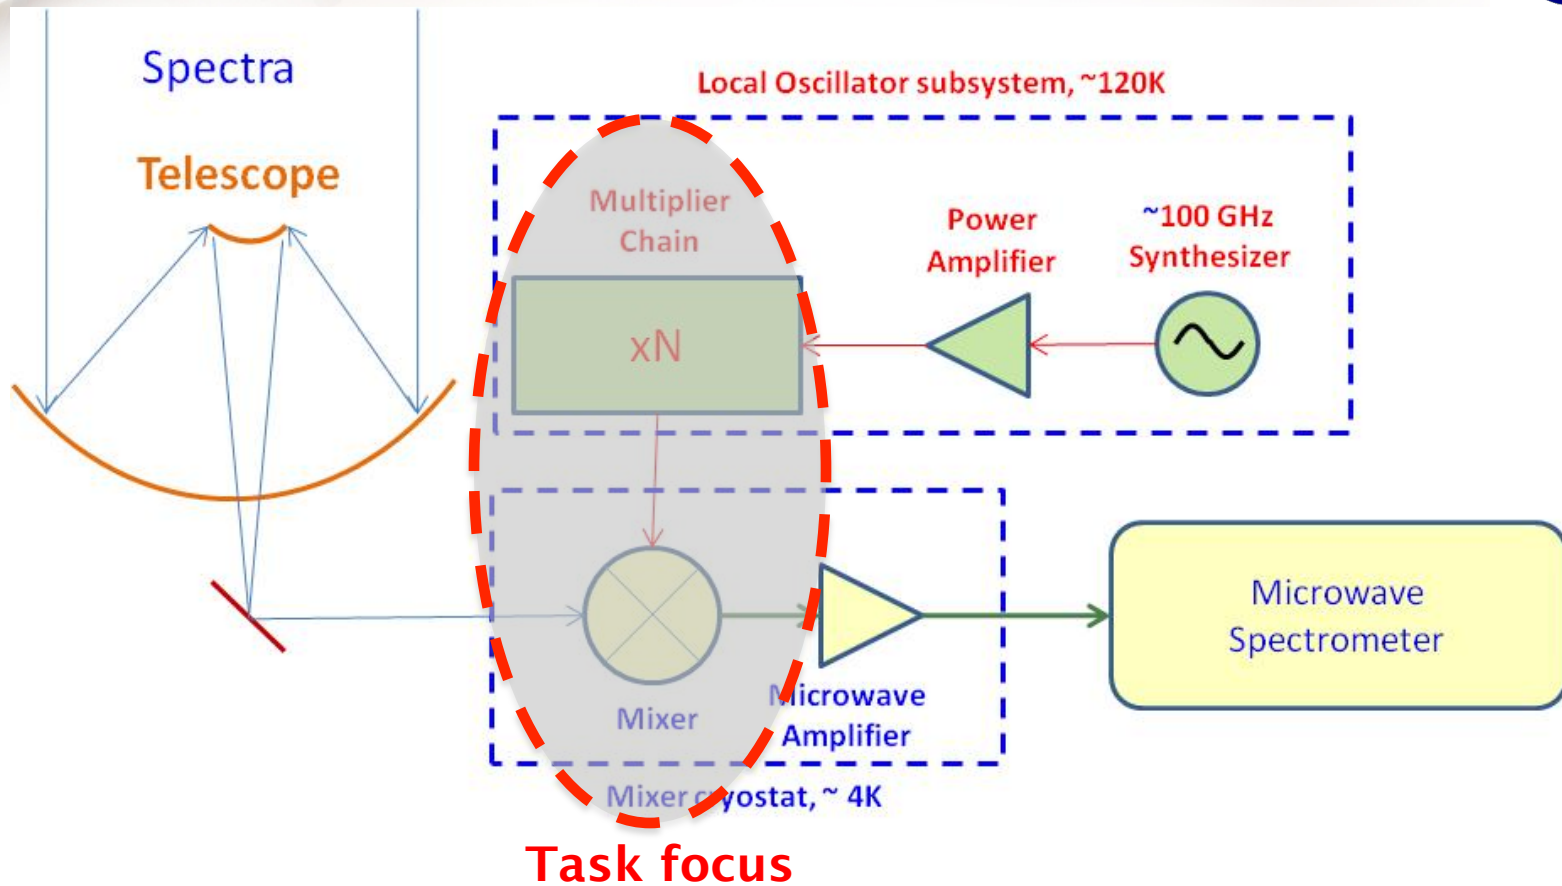 Spectra
Telescope
Local Oscillator subsystem, ~120K
Multiplier
Chain
xN
Power
Amplifier
~100 GHz
Synthesizer
Mixer
Microwave
Amplifier
Mixer cryostat, ~ 4K
Microwave
Spectrometer
Task focus